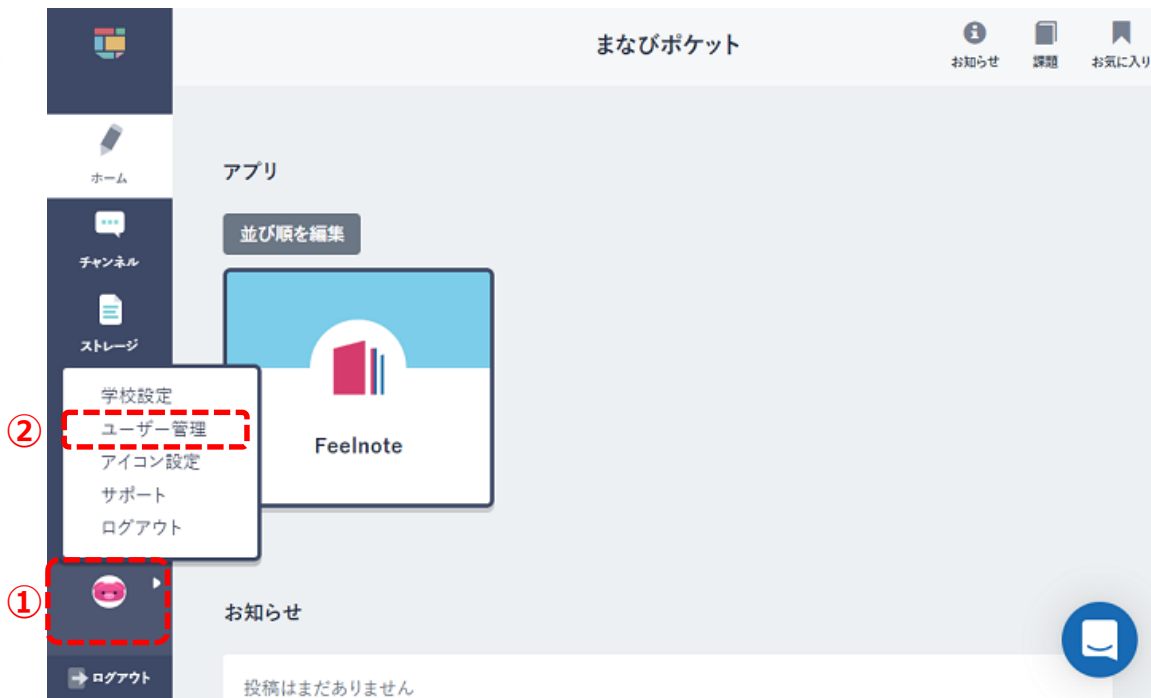 まなびポケット
お知らせ
課題
お気に入り
ホーム
チャンネル
ストレージ
アプリ
並び順を編集
Feelnote
学校設定
② ユーザー管理
アイコン設定
サポート
ログアウト
①
お知らせ
投稿はまだありません
ログアウト